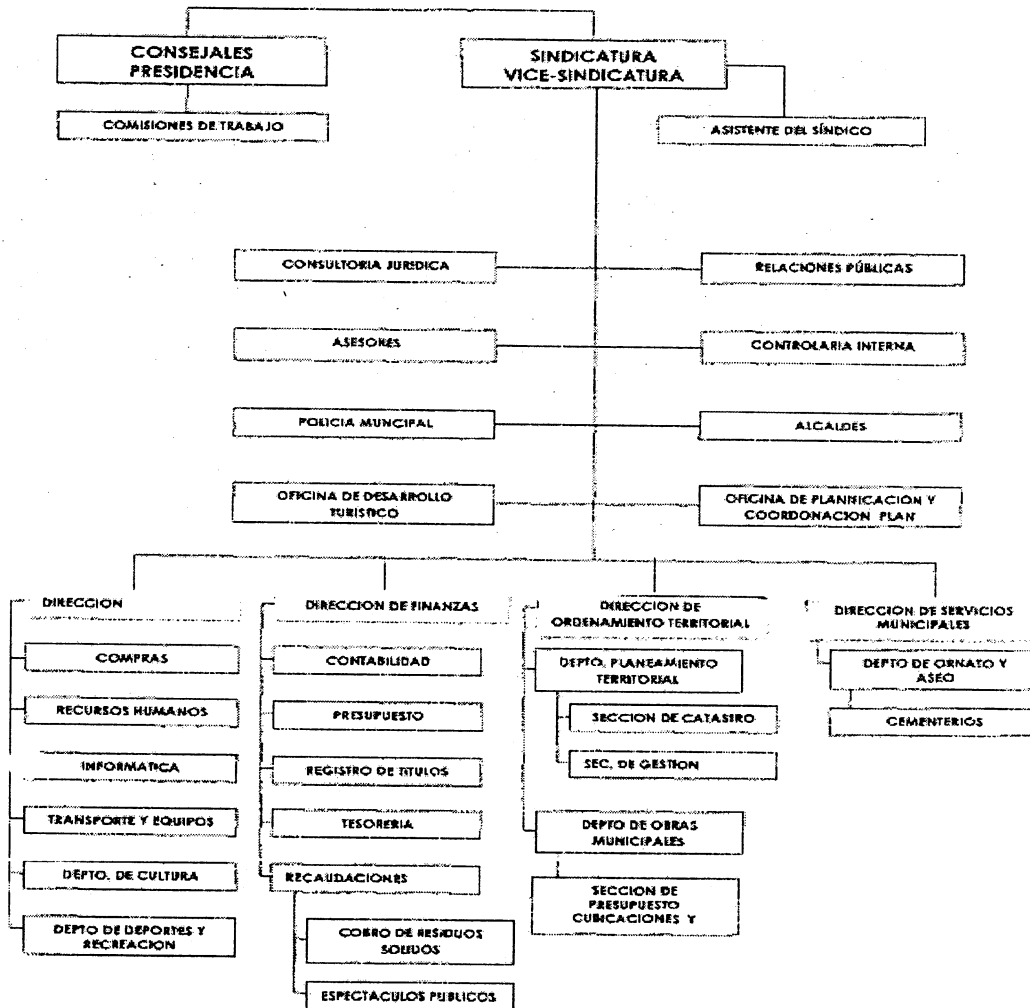 CONSEJALES
PRESIDENCIA
SINDICATURA
VICE-SINDICATURA
COMISIONES DE TRABAJO
ASISTENTE DEL SÍNDICO
CONSULTORIA JURIDICA
RELACIONES PÚBLICAS
ASESORES
CONTROLARIA INTERNA
POLICIA MUNCIPAL
ALCALDES
OFICINA DE DESARROLLO
TURISTICO
OFICINA DE PLANIFICACION Y
COORDONACION PLAN
DIRECCION
COMPRAS
RECURSOS HUMANOS
INFORMATICA
TRANSPORTE Y EQUIPOS
DEPTO. DE CULTURA
DEPTO DE DEPORTES Y
RECREACION
DIRECCION DE FINANZAS
CONTABILIDAD
PRESUPUESTO
REGISTRO DE TITULOS
TESORERIA
RECAUDACIONES
COBRO DE RESIDUOS
SOLIDOS
ESPECTACULOS PUBLICOS
DIRECCION DE
ORDENAMIENTO TERRITORIAL
DEPTO. PLANEAMIENTO
TERRITORIAL
SECCION DE CATASTRO
SEC. DE GESTION
DEPTO DE OBRAS
MUNICIPALES
SECCION DE
PRESUPUESTO
CUBICACIONES Y
DIRECCION DE SERVICIOS
MUNICIPALES
DEPTO DE ORNATO Y
ASEO
CEMENTERIOS